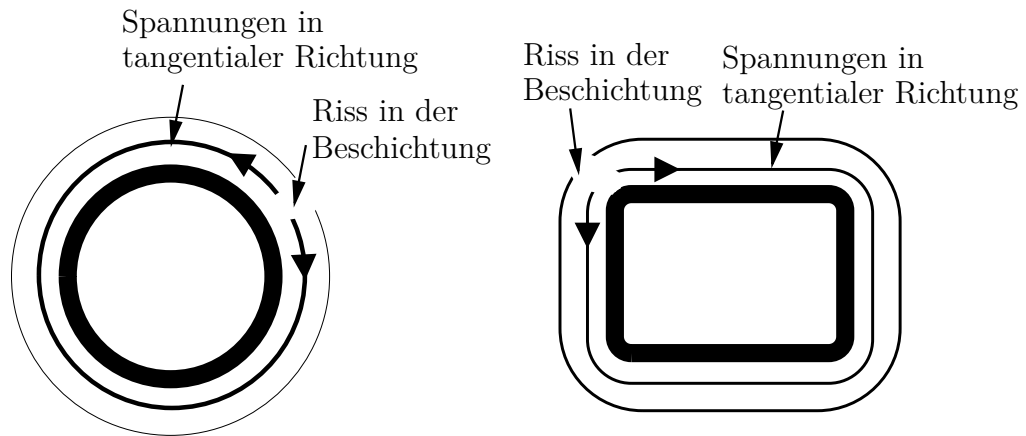 Spannungen in
tangentialer Richtung
Riss in der
Beschichtung
Riss in der
Beschichtung
Spannungen in
tangentialer Richtung